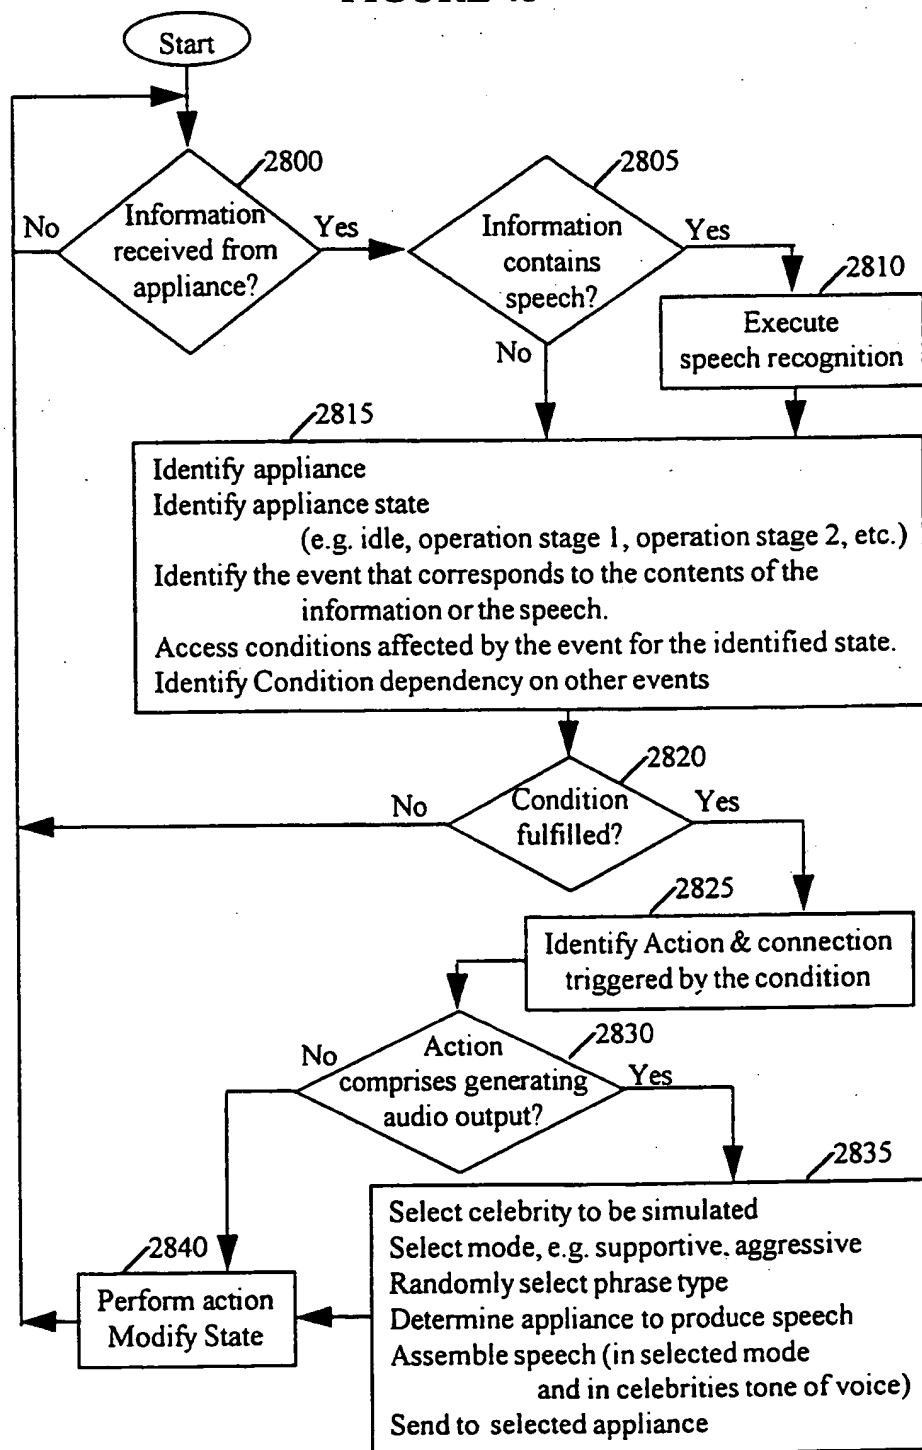 Start
2800
No
Information
received from
appliance?
Yes
2805
Information
contains
speech?
Yes
No
2810
Execute
speech recognition
2815
Identify appliance
Identify appliance state
(e.g. idle, operation stage 1, operation stage 2, etc.)
Identify the event that corresponds to the contents of the
information or the speech.
Access conditions affected by the event for the identified state.
Identify Condition dependency on other events
2820
No
Condition
fulfilled?
Yes
2825
Identify Action & connection
triggered by the condition
2830
No
Action
comprises generating
audio output?
Yes
2835
Select celebrity to be simulated
Select mode, e.g. supportive, aggressive
Randomly select phrase type
Determine appliance to produce speech
Assemble speech (in selected mode
and in celebrities tone of voice)
Send to selected appliance
2840
Perform action
Modify State